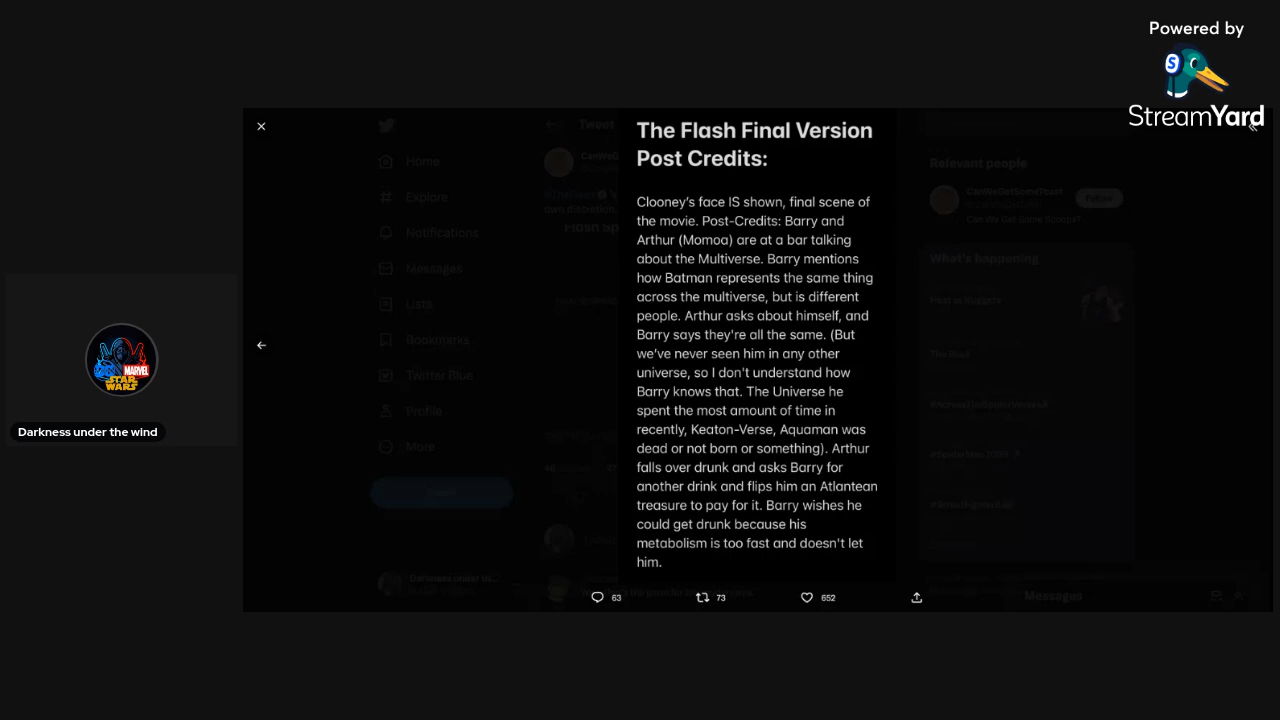 Powered by
StreamYard
The Flash Final Version
Post Credits:
Clooney's face IS shown, final scene of
the movie. Post-Credits: Barry and
Arthur (Momoa) are at a bar talking
about the Multiverse. Barry mentions
how Batman represents the same thing
across the multiverse, but is different
people. Arthur asks about himself, and
Barry says they're all the same. (But
we've never seen him in any other
universe, so I don't understand how
Barry knows that. The Universe he
spent the most amount of time in
recently, Keaton-Verse, Aquaman was
dead or not born or something). Arthur
falls over drunk and asks Barry for
another drink and flips him an Atlantean
treasure to pay for it. Barry wishes he
could get drunk because his
metabolism is too fast and doesn't let
him.
63
73
652
Home
Explore
Notifications
Messages
Lists
Bookmarks
Twitter Blue
Profile
More
Tweet
Relevant people
Follow
What's happening
Messages
MARVEL
STAR
WARS
Darkness under the wind